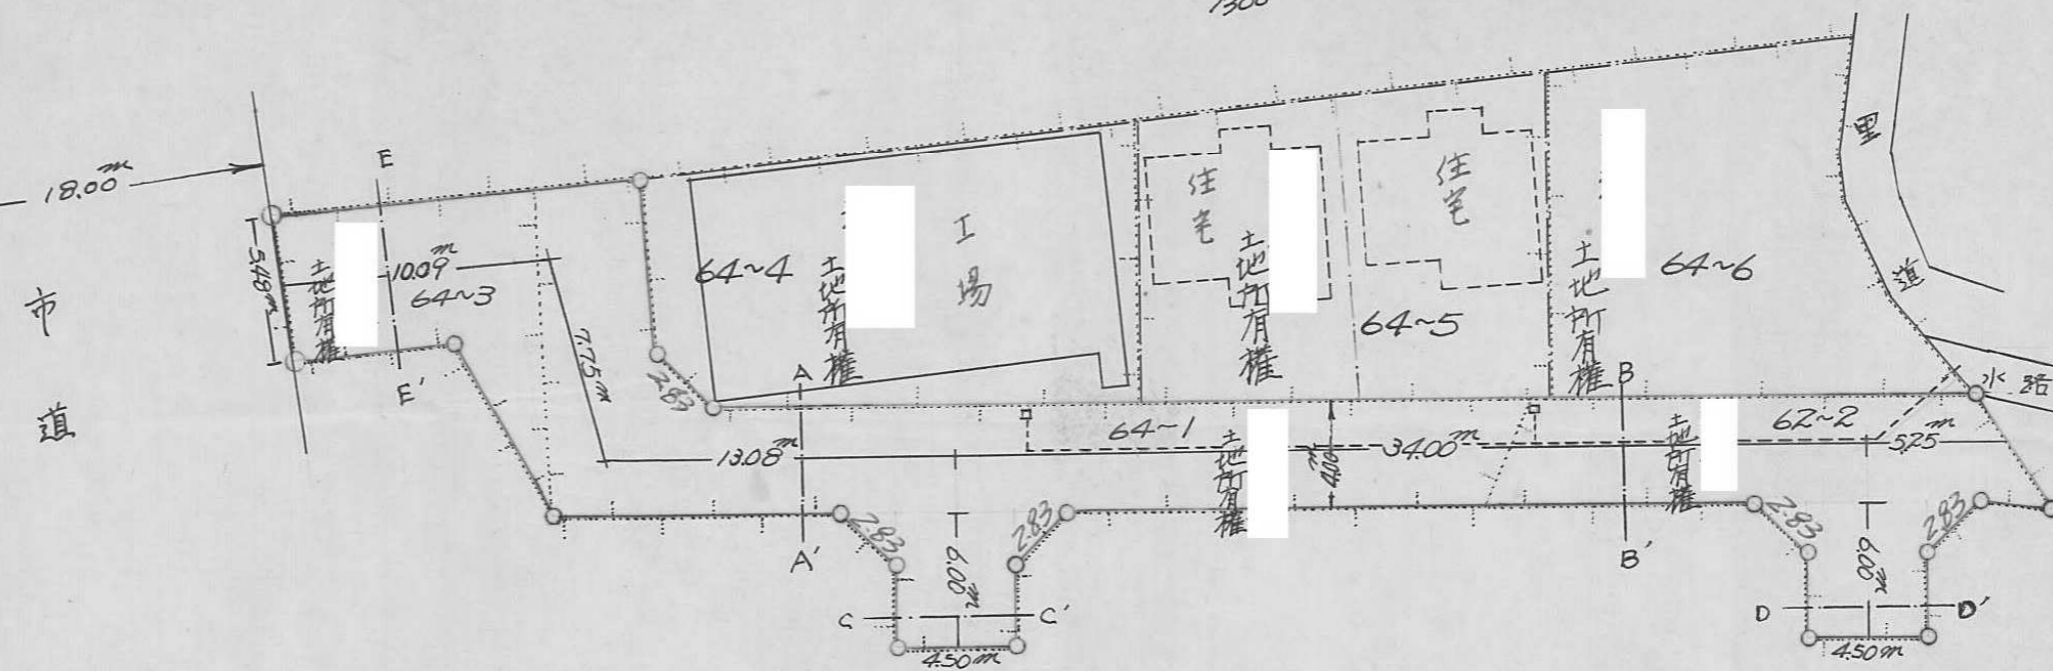 1/300
18.00m
市道
E
E'
5.48m
10.09m
64~3
土地所有権
7.75m
2.83
64~4
土地所有権
工場
住宅
住宅
土地所有権
64~5
土地所有権
64~6
里道
水路
A
A'
B
B'
13.08m
64~1
土地所有権
4.00m
34.00m
土地所有権
62~2
5.25m
2.83
2.83
6.00m
C
C'
4.50m
2.83
2.83
6.00m
D
D'
4.50m